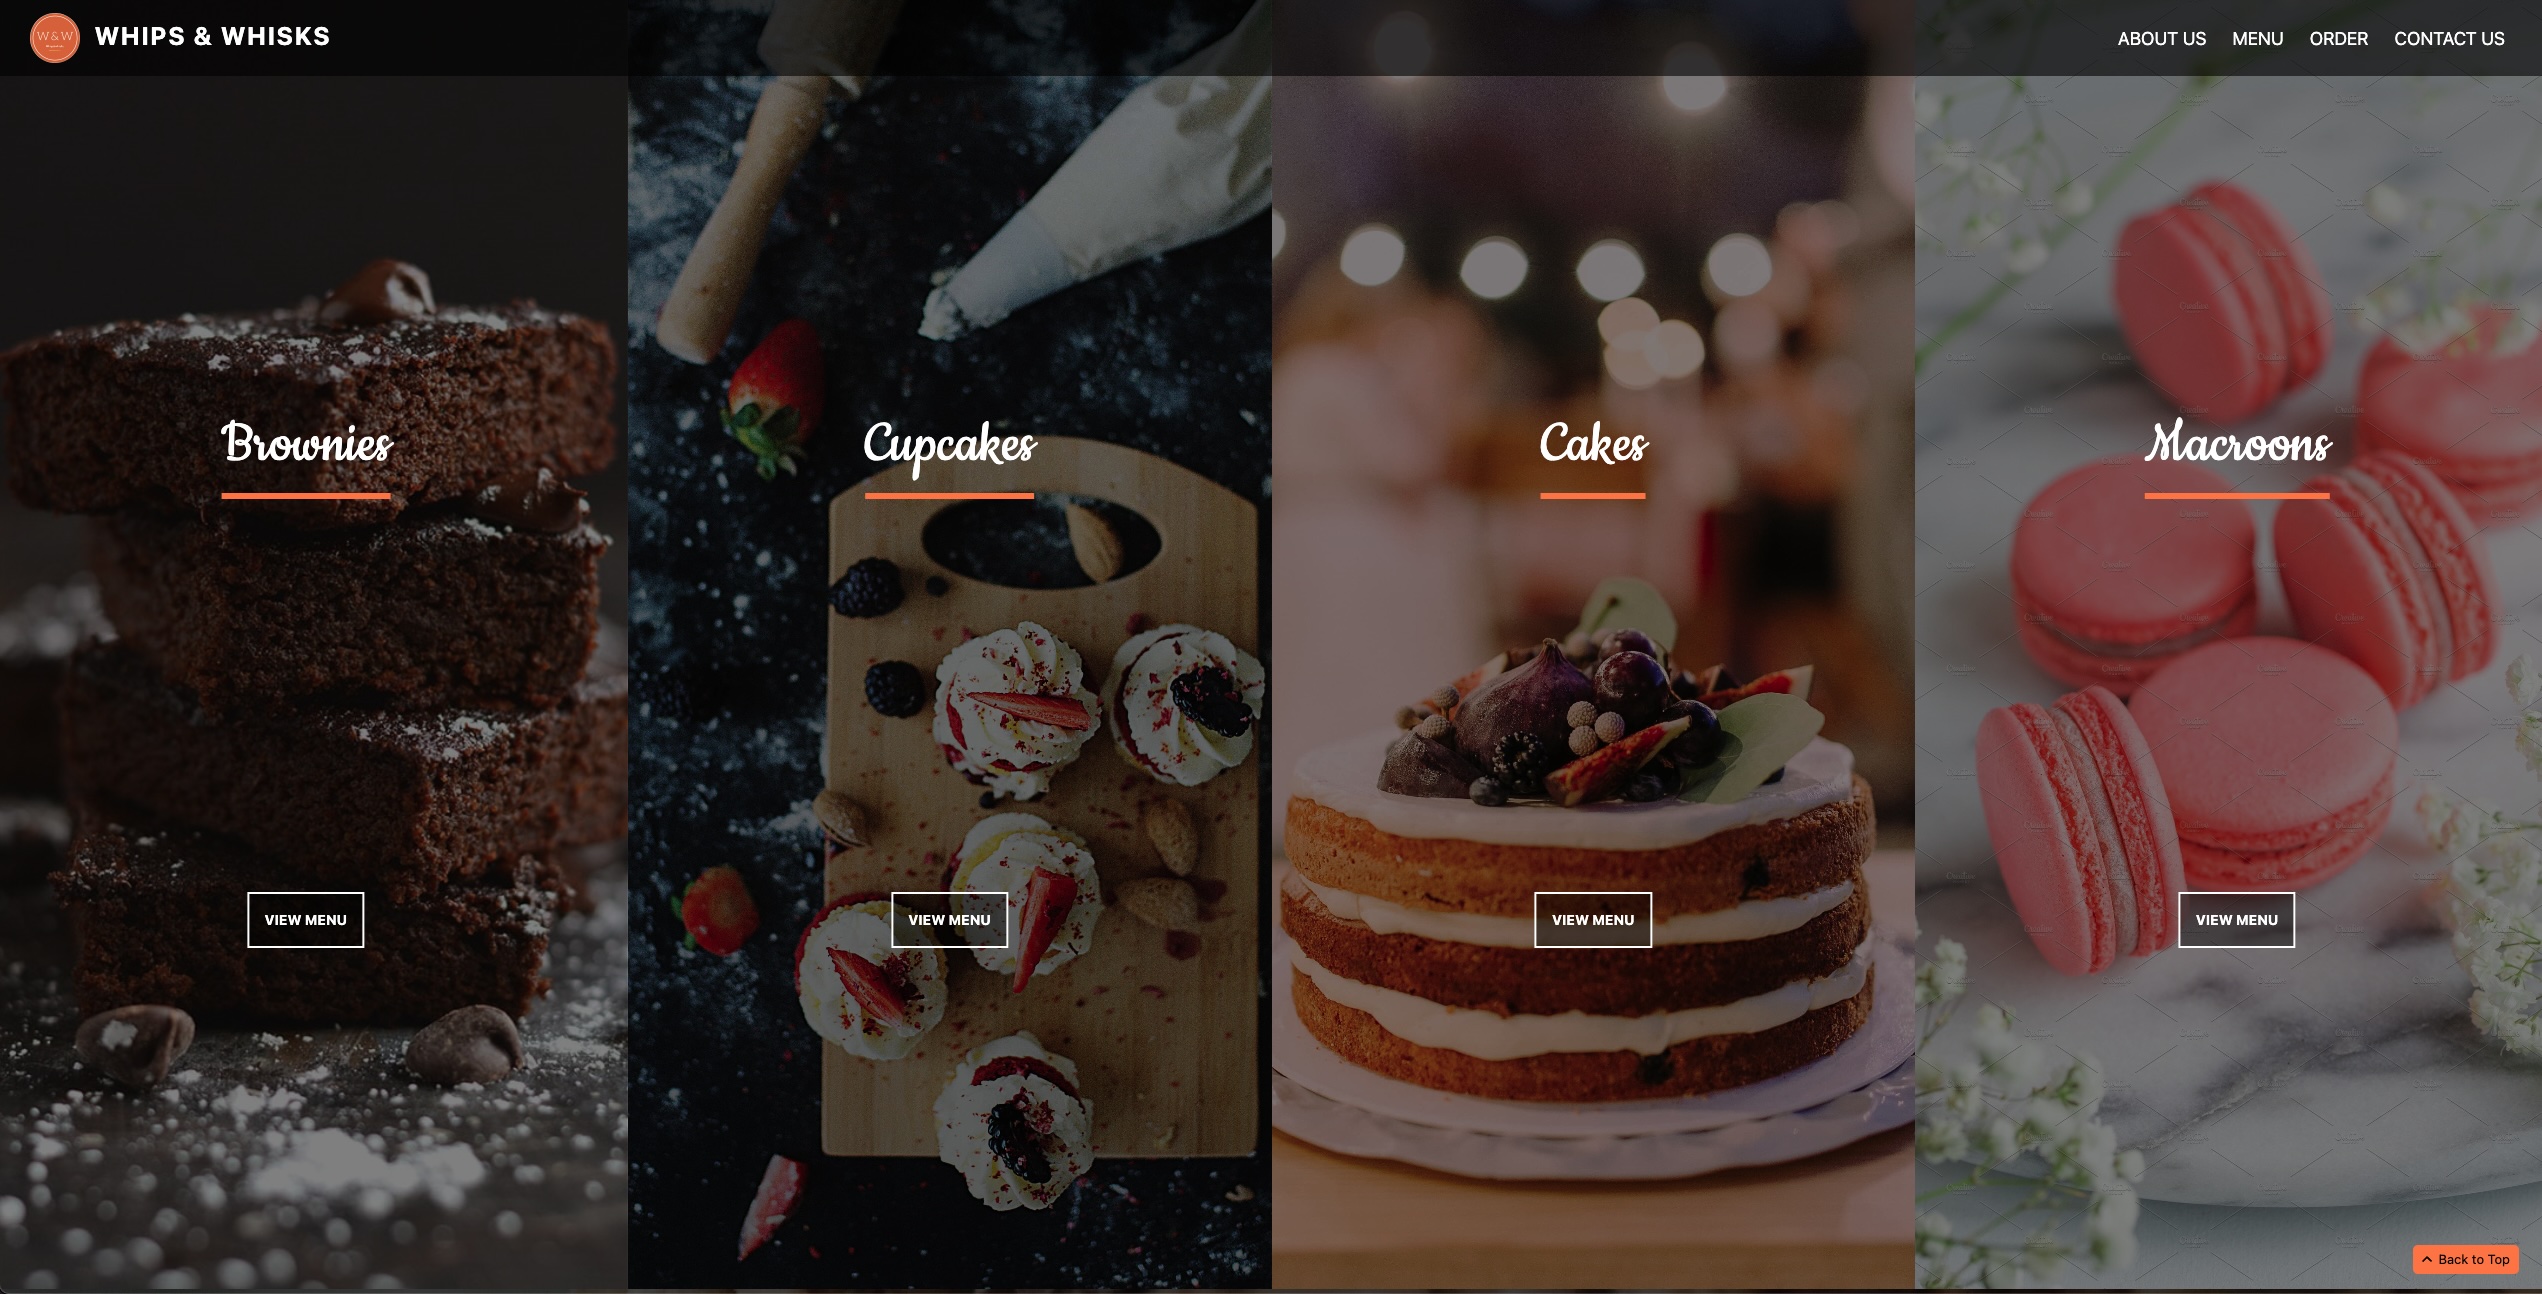 W&W
WHIPS & WHISKS
ABOUT US MENU ORDER CONTACT US
Brownies
Cupcakes
Cakes
Macroons
VIEW MENU
VIEW MENU
VIEW MENU
VIEW MENU
Back to Top